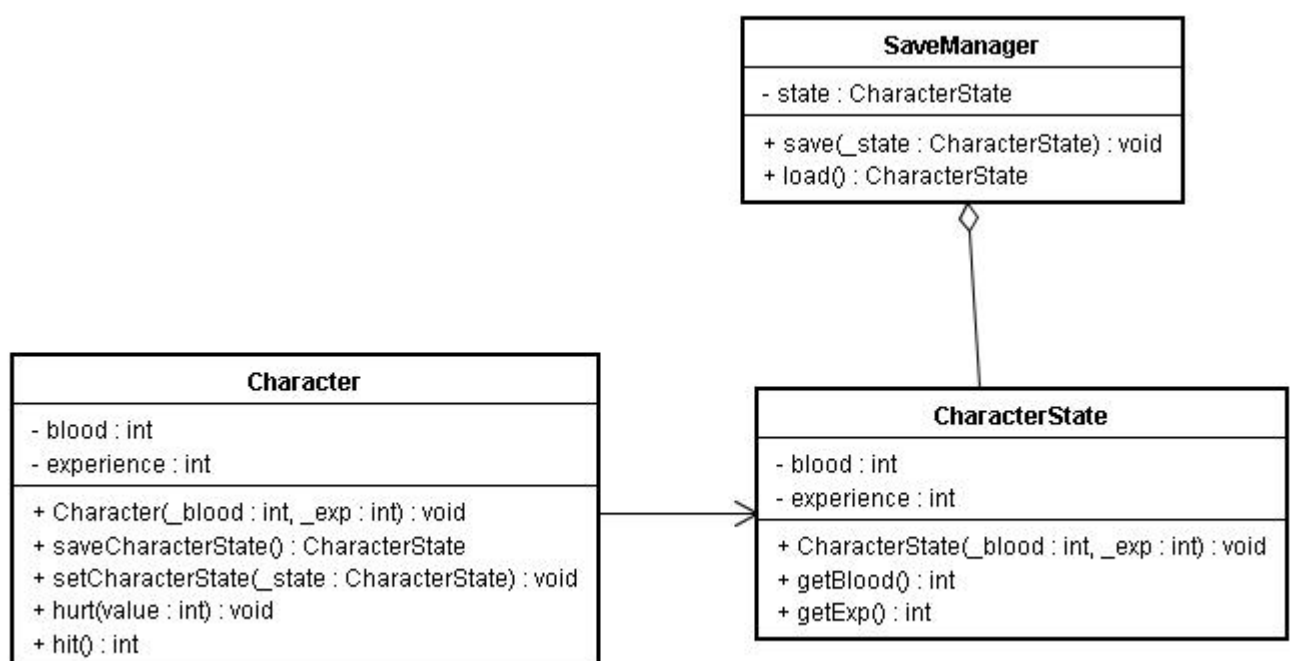 SaveManager
- state : CharacterState
+ save(_state : CharacterState) : void
+ load() : CharacterState
Character
- blood : int
- experience : int
+ Character(_blood : int, _exp : int) : void
+ saveCharacterState() : CharacterState
+ setCharacterState(_state : CharacterState) : void
+ hurt(value : int) : void
+ hit() : int
CharacterState
- blood : int
- experience : int
+ CharacterState(_blood : int, _exp : int) : void
+ getBlood() : int
+ getExp() : int